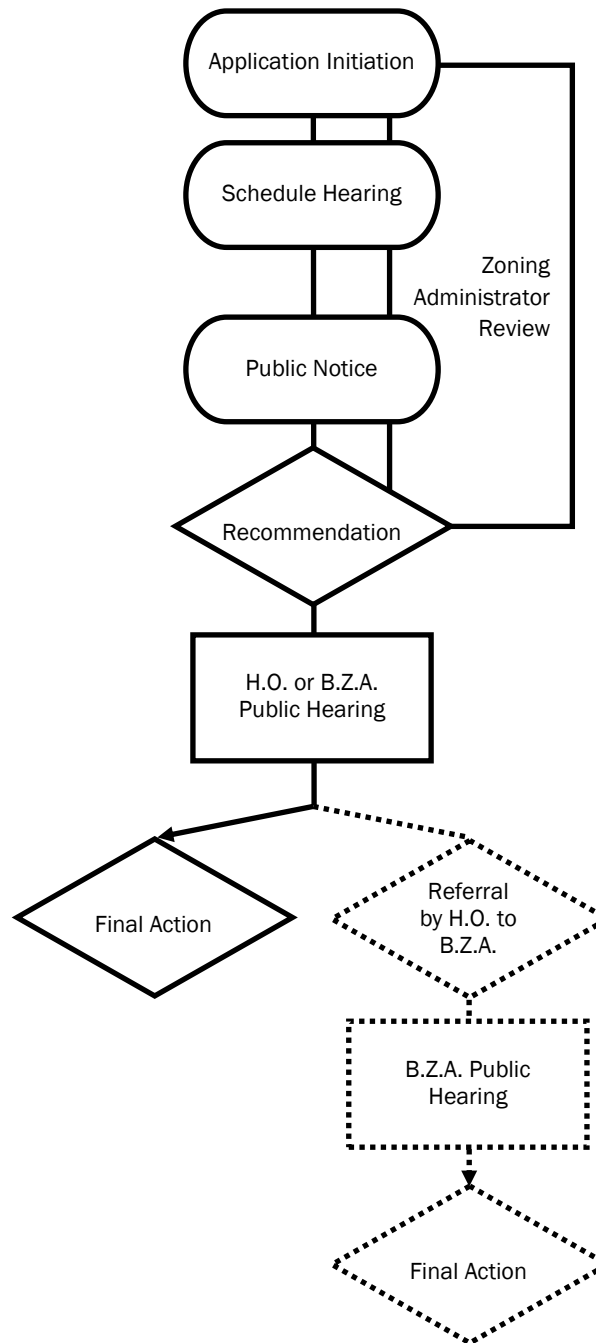 Application Initiation
Schedule Hearing
Zoning
Administrator
Review
Public Notice
Recommendation
H.O. or B.Z.A.
Public Hearing
Final Action
Referral
by H.O. to
B.Z.A.
B.Z.A. Public
Hearing
Final Action